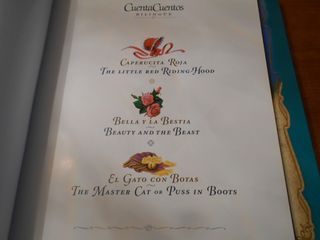 CuentaCuentos
BILINGÜE
CAPERUCITA ROJA
THE LITTLE RED RIDING-HOOD
BELLA Y LA BESTIA
BEAUTY AND THE BEAST
EL GATO CON BOTAS
THE MASTER CAT OR PUSS IN BOOTS